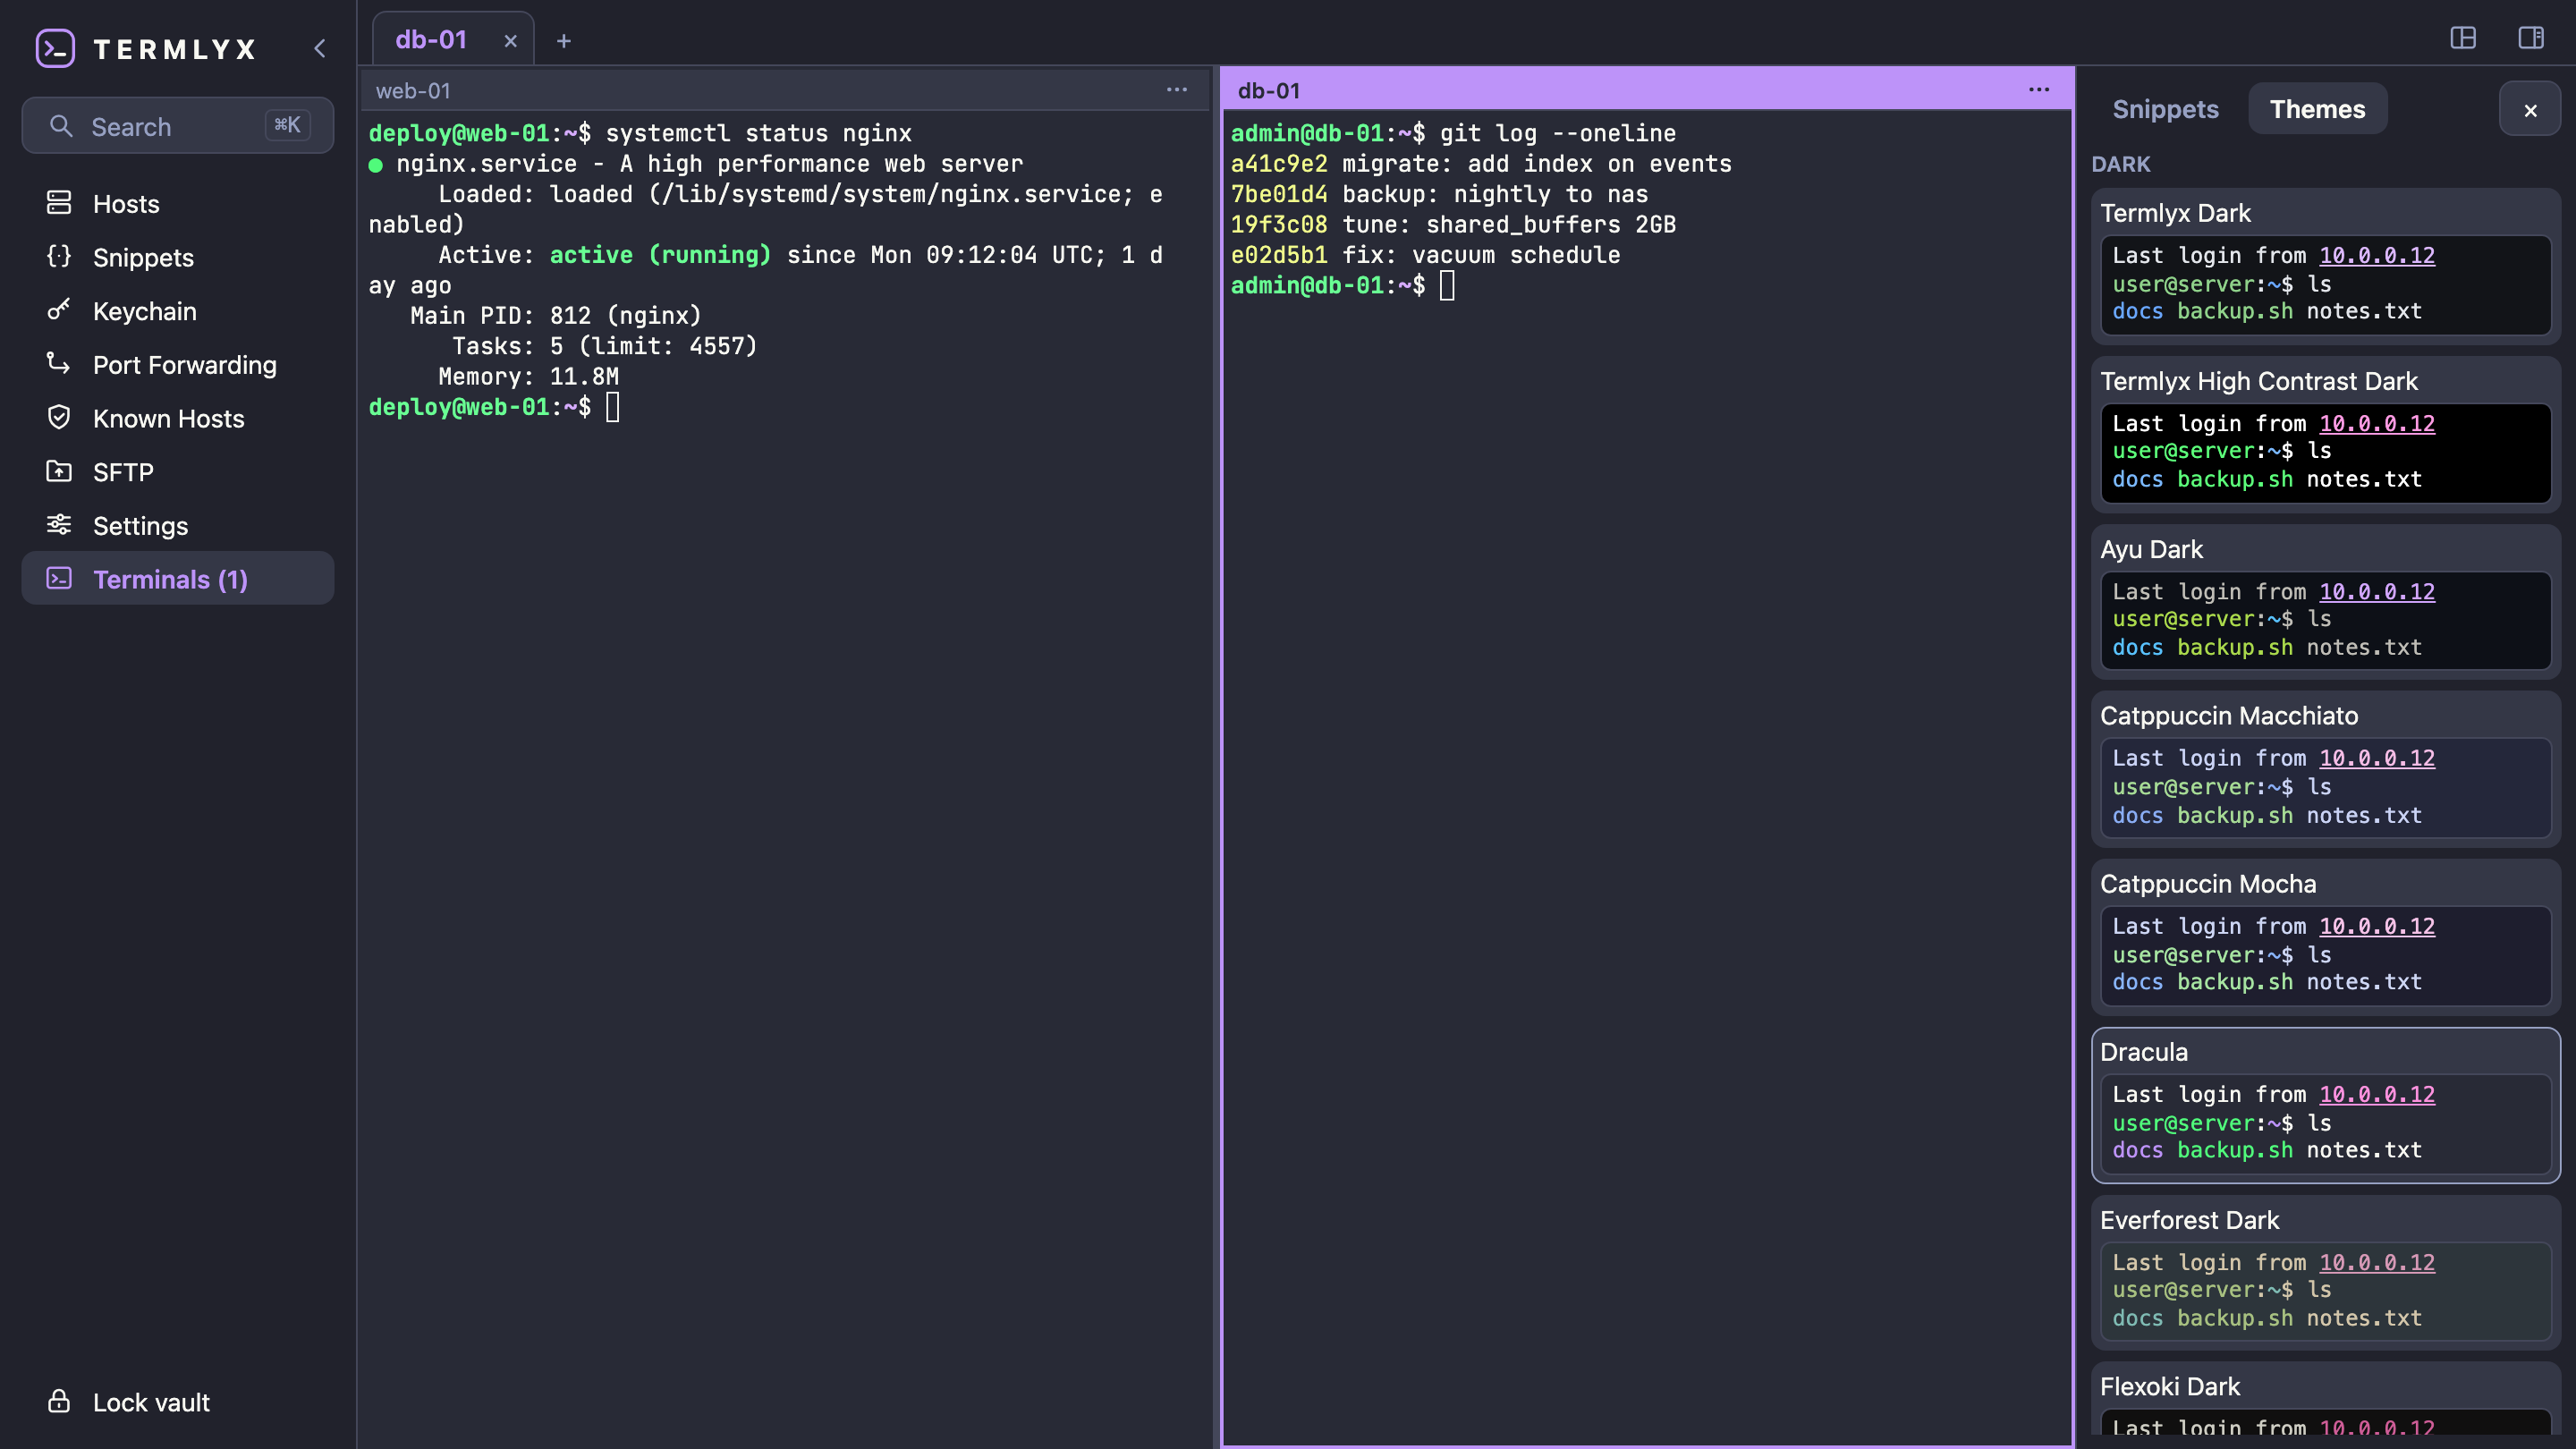 TERMLYX
Search ⌘K
Hosts
Snippets
Keychain
Port Forwarding
Known Hosts
SFTP
Settings
Terminals (1)
Lock vault
db-01 × +
web-01 ...
deploy@web-01:~$ systemctl status nginx
● nginx.service - A high performance web server
Loaded: loaded (/lib/systemd/system/nginx.service; e
nabled)
Active: active (running) since Mon 09:12:04 UTC; 1 d
ay ago
Main PID: 812 (nginx)
Tasks: 5 (limit: 4557)
Memory: 11.8M
deploy@web-01:~$
db-01 ...
admin@db-01:~$ git log --oneline
a41c9e2 migrate: add index on events
7be01d4 backup: nightly to nas
19f3c08 tune: shared_buffers 2GB
e02d5b1 fix: vacuum schedule
admin@db-01:~$
Snippets Themes ×
DARK
Termlyx Dark
Last login from 10.0.0.12
user@server:~$ ls
docs backup.sh notes.txt
Termlyx High Contrast Dark
Last login from 10.0.0.12
user@server:~$ ls
docs backup.sh notes.txt
Ayu Dark
Last login from 10.0.0.12
user@server:~$ ls
docs backup.sh notes.txt
Catppuccin Macchiato
Last login from 10.0.0.12
user@server:~$ ls
docs backup.sh notes.txt
Catppuccin Mocha
Last login from 10.0.0.12
user@server:~$ ls
docs backup.sh notes.txt
Dracula
Last login from 10.0.0.12
user@server:~$ ls
docs backup.sh notes.txt
Everforest Dark
Last login from 10.0.0.12
user@server:~$ ls
docs backup.sh notes.txt
Flexoki Dark
Last login from 10.0.0.12